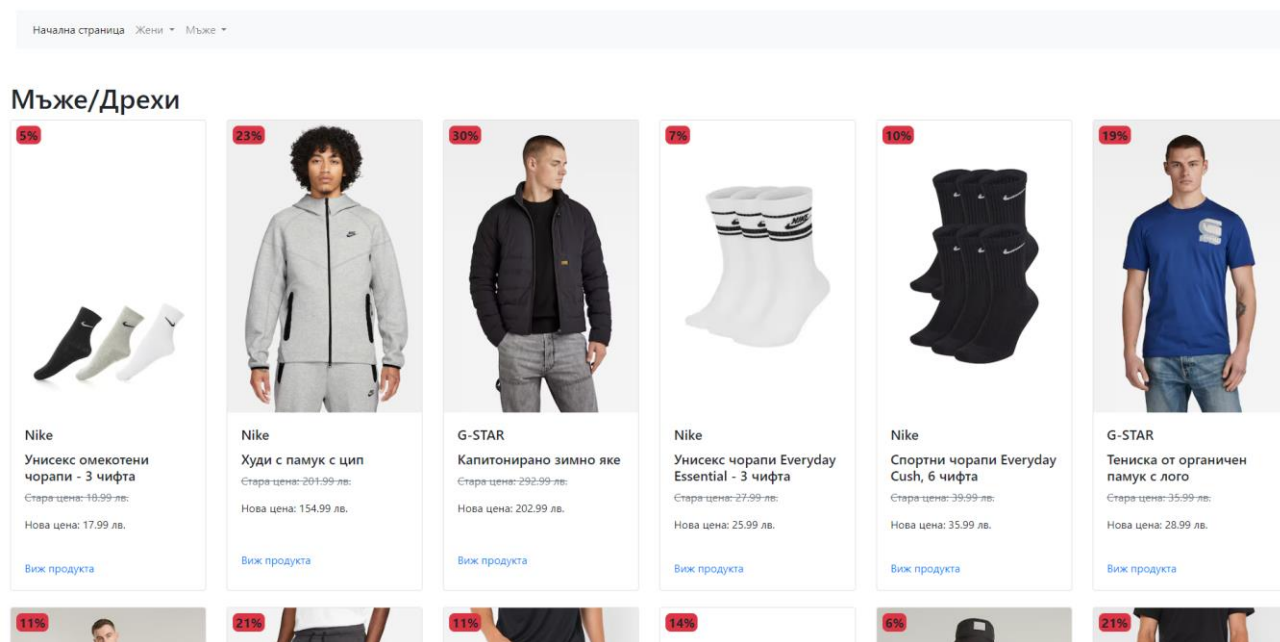 Начална страница Жени Мъже
Мъже/Дрехи
5%
Nike
Унисекс омекотени
чорапи - 3 чифта
Стара цена: 18.99 лв.
Нова цена: 17.99 лв.
Виж продукта
23%
Nike
Худи с памук с цип
Стара цена: 201.99 лв.
Нова цена: 154.99 лв.
Виж продукта
30%
G-STAR
Капитонирано зимно яке
Стара цена: 292.99 лв.
Нова цена: 202.99 лв.
Виж продукта
7%
NIKE
Nike
Унисекс чорапи Everyday
Essential - 3 чифта
Стара цена: 27.99 лв.
Нова цена: 25.99 лв.
Виж продукта
10%
Nike
Спортни чорапи Everyday
Cush, 6 чифта
Стара цена: 39.99 лв.
Нова цена: 35.99 лв.
Виж продукта
19%
G-STAR
Тениска от органичен
памук с лого
Стара цена: 35.99 лв.
Нова цена: 28.99 лв.
Виж продукта
11%
21%
11%
14%
6%
21%